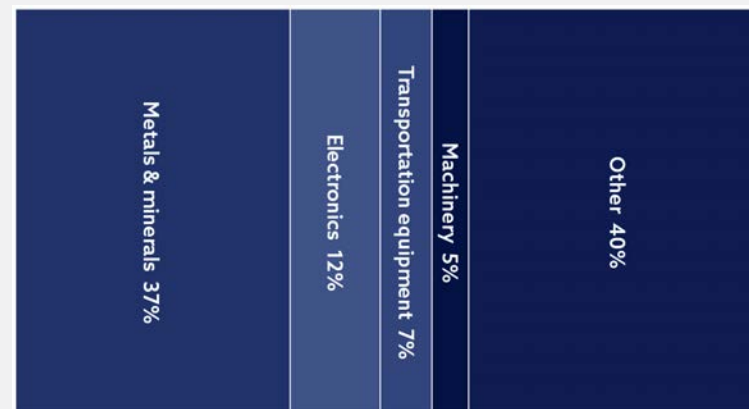 Metals & minerals 37%
Electronics 12%
Transportation equipment 7%
Machinery 5%
Other 40%